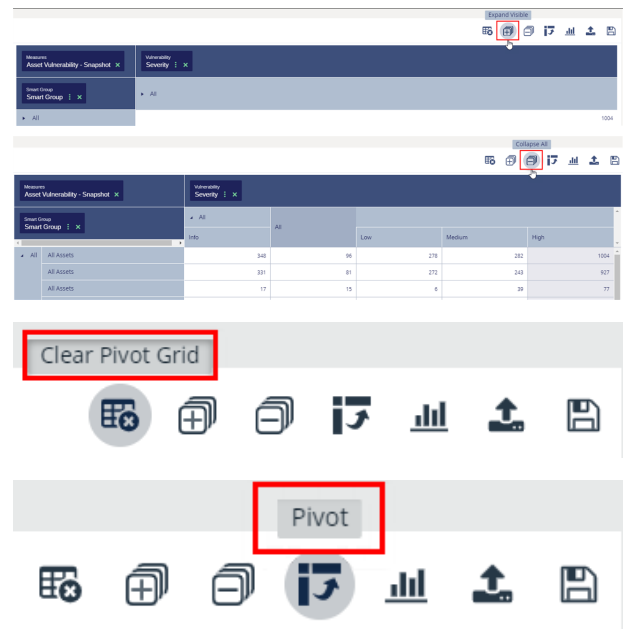 Expand Visible
Measures
Asset Vulnerability - Snapshot ×
Vulnerability
Severity ⋮ ×
Smart Group
Smart Group ⋮ ×
▸ All
▸ All 1004
Collapse All
Measures
Asset Vulnerability - Snapshot ×
Vulnerability
Severity ⋮ ×
Smart Group
Smart Group ⋮ ×
All
All
Info Low Medium High
All All Assets 348 96 278 282 1004
All Assets 331 81 272 243 927
All Assets 17 15 6 39 77
Clear Pivot Grid
Pivot